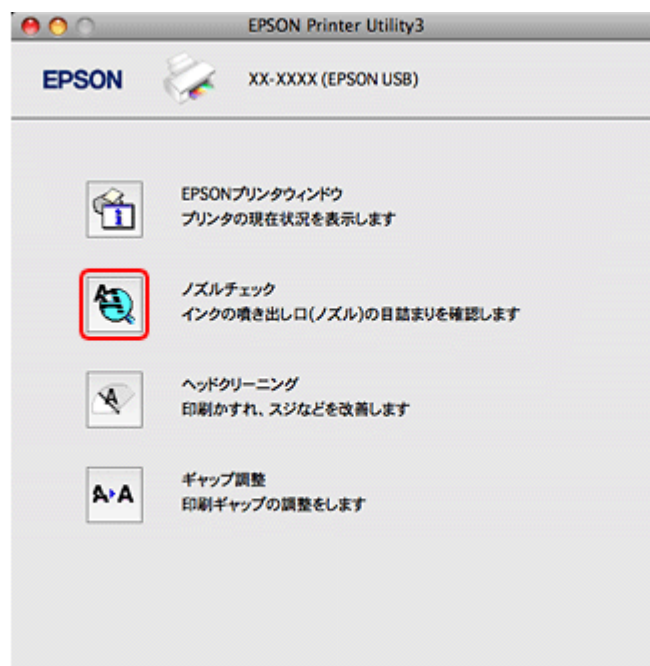 EPSON Printer Utility3
EPSON
XX-XXXX (EPSON USB)
EPSONプリンタウィンドウ
プリンタの現在状況を表示します
ノズルチェック
インクの噴き出し口(ノズル)の目詰まりを確認します
ヘッドクリーニング
印刷かすれ、スジなどを改善します
ギャップ調整
印刷ギャップの調整をします